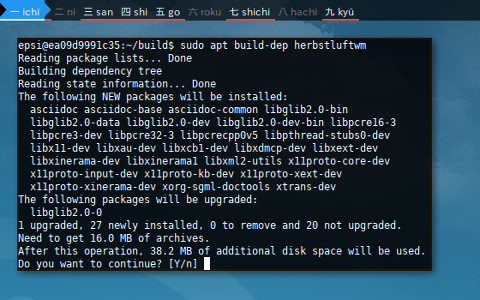 一 ichi 二 ni 三 san 四 shi 五 go 六 roku 七 shichi 八 hachi 九 kyū
epsi@ea09d9991c35:~/build$ sudo apt build-dep herbstluftwm
Reading package lists... Done
Building dependency tree
Reading state information... Done
The following NEW packages will be installed:
asciidoc asciidoc-base asciidoc-common libglib2.0-bin
libglib2.0-data libglib2.0-dev libglib2.0-dev-bin libpcre16-3
libpcre3-dev libpcre32-3 libpcrecpp0v5 libpthread-stubs0-dev
libx11-dev libxau-dev libxcb1-dev libxdmcp-dev libxext-dev
libxinerama-dev libxinerama1 libxml2-utils x11proto-core-dev
x11proto-input-dev x11proto-kb-dev x11proto-xext-dev
x11proto-xinerama-dev xorg-sgml-doctools xtrans-dev
The following packages will be upgraded:
libglib2.0-0
1 upgraded, 27 newly installed, 0 to remove and 20 not upgraded.
Need to get 16.0 MB of archives.
After this operation, 38.2 MB of additional disk space will be used.
Do you want to continue? [Y/n]